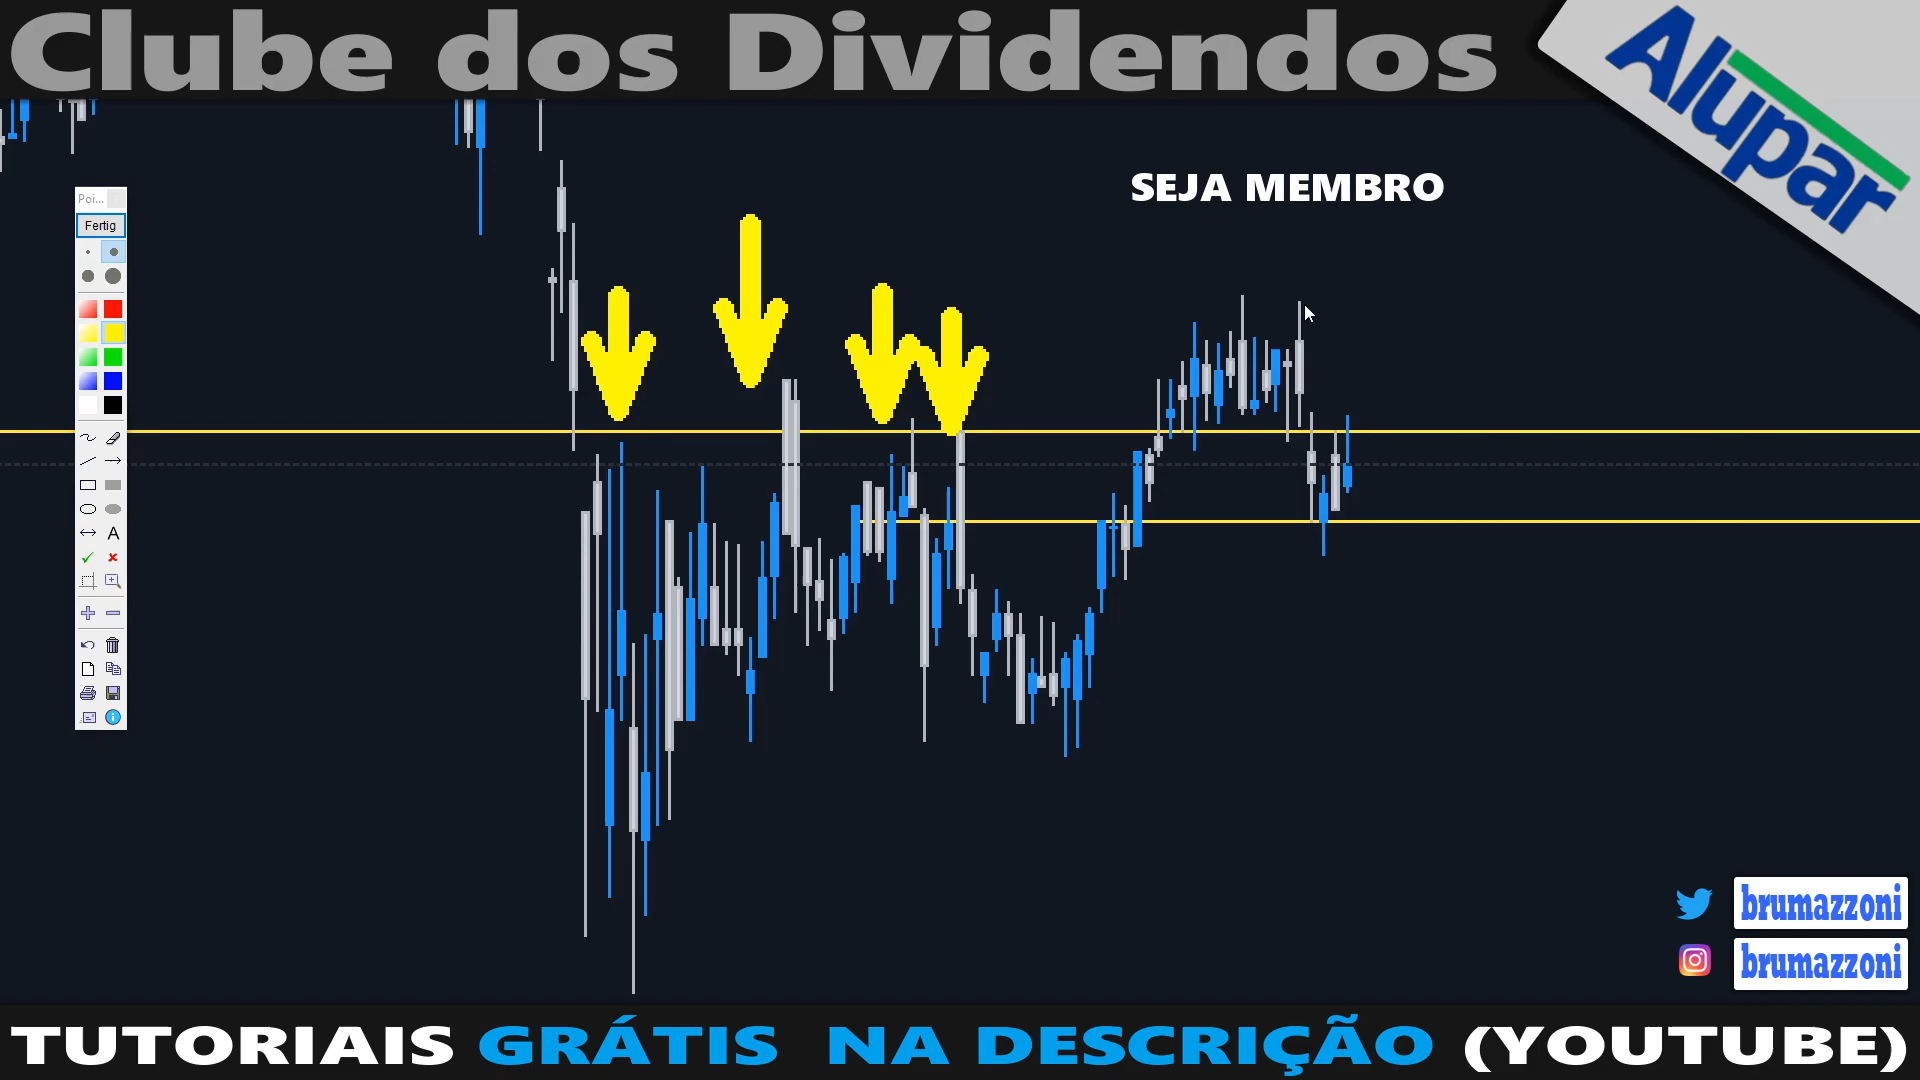 Clube dos Dividendos
Alupar
SEJA MEMBRO
Poi...
Fertig
A
brumazzoni
brumazzoni
TUTORIAIS GRÁTIS NA DESCRIÇÃO (YOUTUBE)